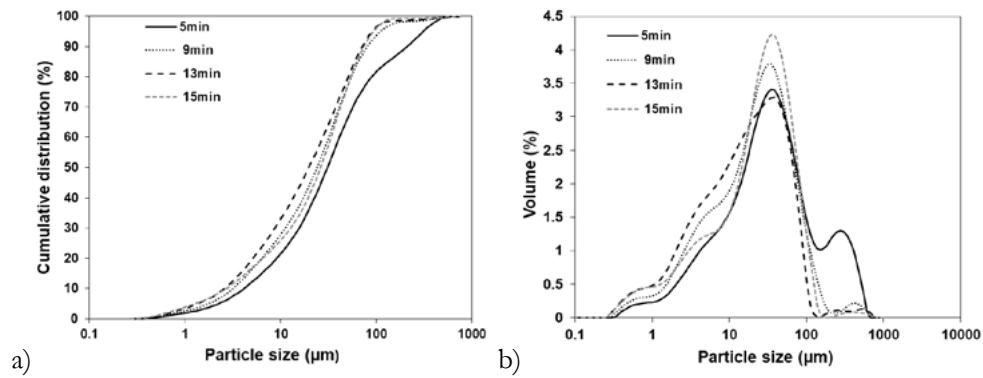 a)
Cumulative distribution (%)
100
90
80
70
60
50
40
30
20
10
0
5min
9min
13min
15min
0.1 1 10 100 1000
Particle size (µm)
b)
Volume (%)
4.5
4
3.5
3
2.5
2
1.5
1
0.5
0
5min
9min
13min
15min
0.1 1 10 100 1000 10000
Particle size (µm)